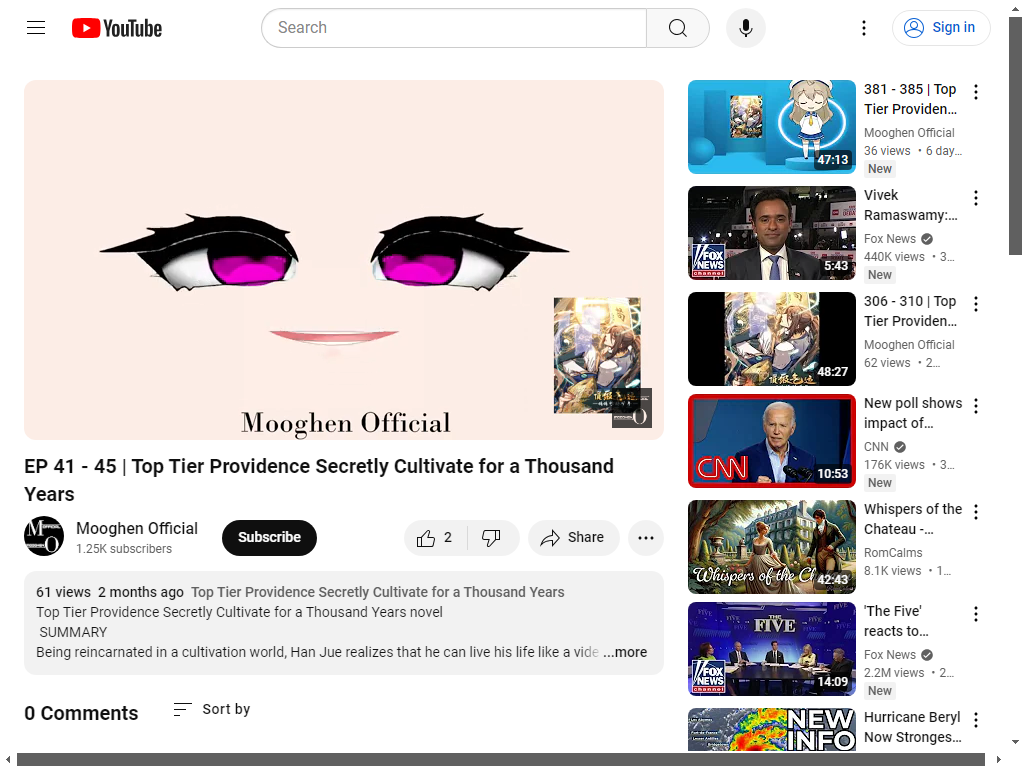 YouTube
Search
Sign in
Mooghen Official
EP 41 - 45 | Top Tier Providence Secretly Cultivate for a Thousand
Years
Mooghen Official
1.25K subscribers
Subscribe
2
Share
61 views 2 months ago Top Tier Providence Secretly Cultivate for a Thousand Years
Top Tier Providence Secretly Cultivate for a Thousand Years novel
SUMMARY
Being reincarnated in a cultivation world, Han Jue realizes that he can live his life like a vide ...more
0 Comments
Sort by
47:13
381 - 385 | Top
Tier Providen...
Mooghen Official
36 views • 6 day...
New
FOX
NEWS
channel
5:43
Vivek
Ramaswamy:...
Fox News
440K views • 3...
New
48:27
306 - 310 | Top
Tier Providen...
Mooghen Official
62 views • 2...
CNN
10:53
New poll shows
impact of...
CNN
176K views • 3...
New
Whispers of the Ch
42:43
Whispers of the
Chateau -...
RomCalms
8.1K views • 1...
THE
FIVE
FOX
NEWS
channel
14:09
'The Five'
reacts to...
Fox News
2.2M views • 2...
New
NEW
INFO
Hurricane Beryl
Now Stronges...